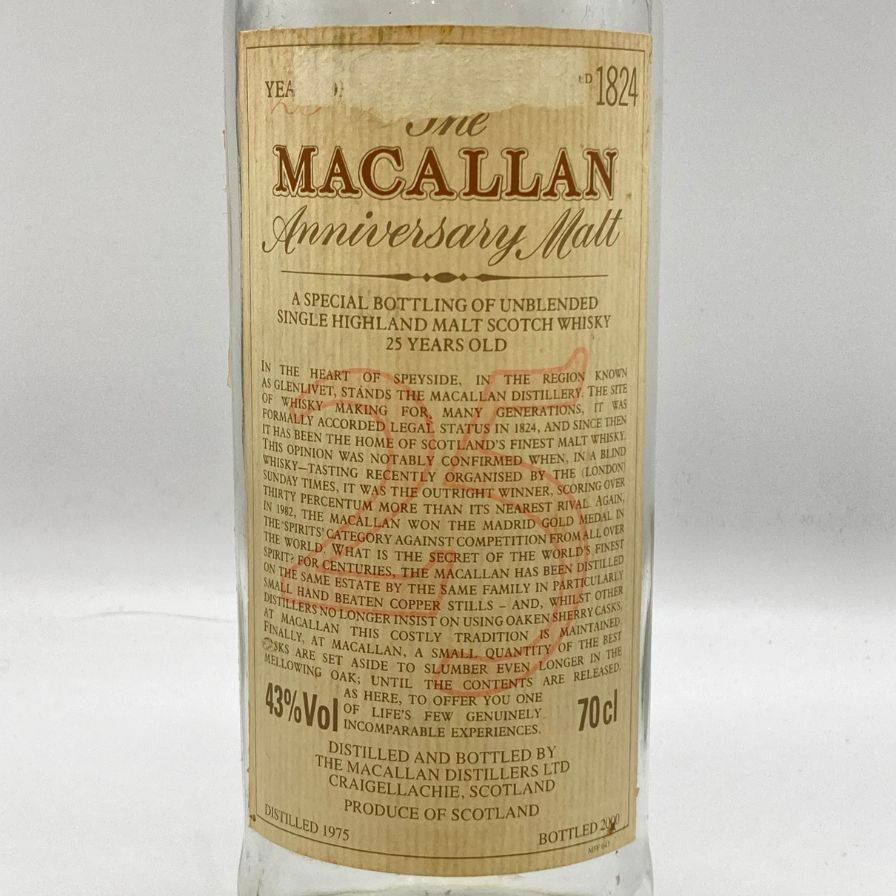 1824
The
MACALLAN
Anniversary Malt
A SPECIAL BOTTLING OF UNBLENDED
SINGLE HIGHLAND MALT SCOTCH WHISKY
25 YEARS OLD
25
IN THE HEART OF SPEYSIDE, IN THE REGION KNOWN
AS GLENLIVET, STANDS THE MACALLAN DISTILLERY. THE SITE
OF WHISKY MAKING FOR MANY GENERATIONS, IT WAS
FORMALLY ACCORDED LEGAL STATUS IN 1824, AND SINCE THEN
IT HAS BEEN THE HOME OF SCOTLAND'S FINEST MALT WHISKY.
THIS OPINION WAS NOTABLY CONFIRMED WHEN, IN A BLIND
WHISKY—TASTING RECENTLY ORGANISED BY THE (LONDON)
SUNDAY TIMES, IT WAS THE OUTRIGHT WINNER, SCORING OVER
THIRTY PERCENTUM MORE THAN ITS NEAREST RIVAL. AGAIN,
IN 1982, THE MACALLAN WON THE MADRID GOLD MEDAL IN
THE 'SPIRITS' CATEGORY AGAINST COMPETITION FROM ALL OVER
THE WORLD. WHAT IS THE SECRET OF THE WORLD'S FINEST
SPIRIT? FOR CENTURIES, THE MACALLAN HAS BEEN DISTILLED
ON THE SAME ESTATE BY THE SAME FAMILY IN PARTICULARLY
SMALL HAND BEATEN COPPER STILLS – AND, WHILST OTHER
DISTILLERS NO LONGER INSIST ON USING OAKEN SHERRY CASKS,
AT MACALLAN THIS COSTLY TRADITION IS MAINTAINED.
FINALLY, AT MACALLAN, A SMALL QUANTITY OF THE BEST
CASKS ARE SET ASIDE TO SLUMBER EVEN LONGER IN THE
MELLOWING OAK; UNTIL THE CONTENTS ARE RELEASED,
AS HERE, TO OFFER YOU ONE
OF LIFE'S FEW GENUINELY
INCOMPARABLE EXPERIENCES.
43%Vol
70cl
DISTILLED AND BOTTLED BY
THE MACALLAN DISTILLERS LTD
CRAIGELLACHIE, SCOTLAND
PRODUCE OF SCOTLAND
DISTILLED 1975
BOTTLED 2000